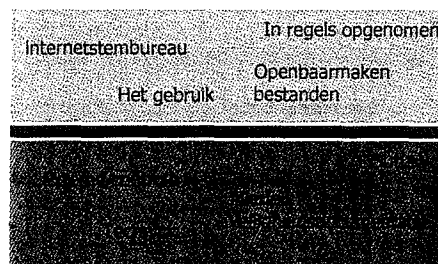 In regels opgenomen
internetstembureau
Openbaarmaken
Het gebruik
bestanden